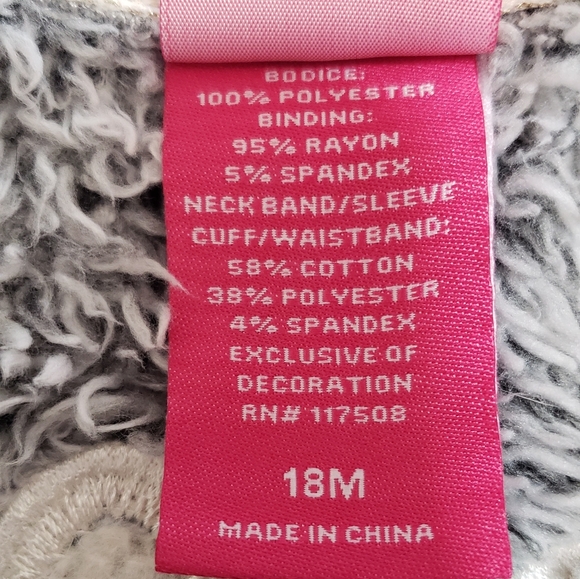 BODICE:
100% POLYESTER
BINDING:
95% RAYON
5% SPANDEX
NECK BAND/SLEEVE
CUFF/WAISTBAND:
58% COTTON
38% POLYESTER
4% SPANDEX
EXCLUSIVE OF
DECORATION
RN# 117508
18M
MADE IN CHINA